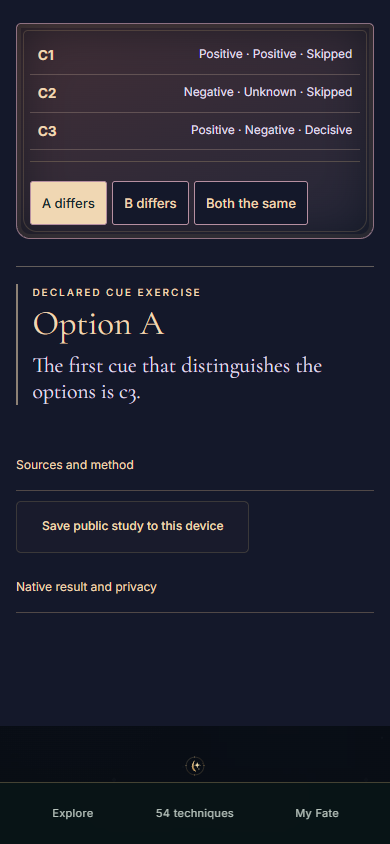 C1 Positive · Positive · Skipped
C2 Negative · Unknown · Skipped
C3 Positive · Negative · Decisive
A differs B differs Both the same
DECLARED CUE EXERCISE
Option A
The first cue that distinguishes the
options is c3.
Sources and method
Save public study to this device
Native result and privacy
Explore 54 techniques My Fate